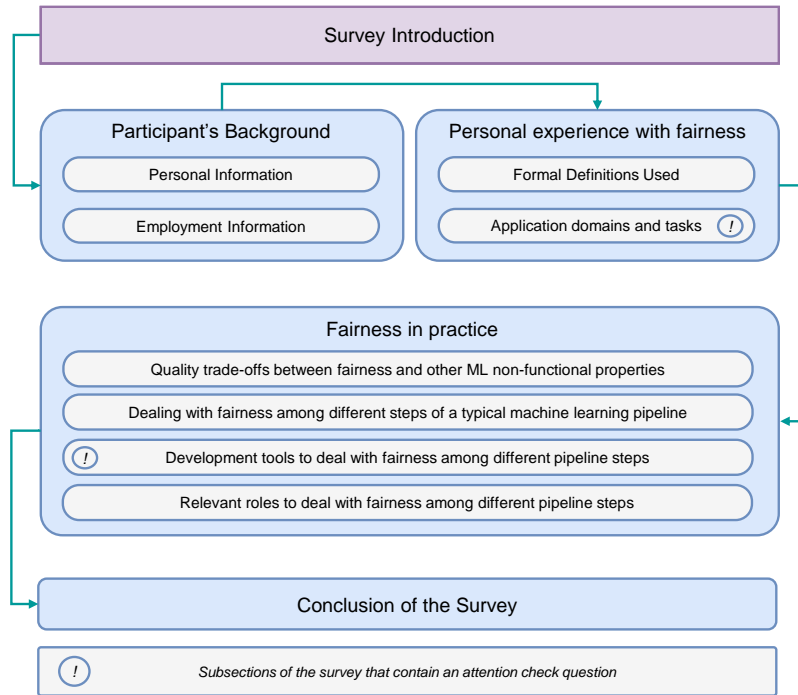 Survey Introduction
Participant's Background
Personal Information
Employment Information
Personal experience with fairness
Formal Definitions Used
Application domains and tasks !
Fairness in practice
Quality trade-offs between fairness and other ML non-functional properties
Dealing with fairness among different steps of a typical machine learning pipeline
! Development tools to deal with fairness among different pipeline steps
Relevant roles to deal with fairness among different pipeline steps
Conclusion of the Survey
! Subsections of the survey that contain an attention check question